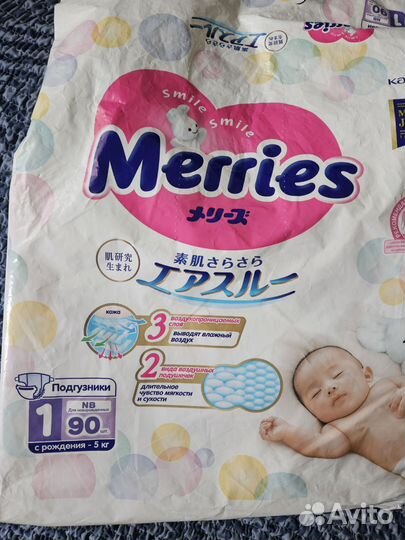 Smile Smile
Merries
メリーズ
肌研究
生まれ
素肌さらさら
エアスルー
кожа
3 воздухопроницаемых
слоя
выводят влажный
воздух
2 вида воздушных
подушечек
длительное
чувство мягкости
и сухости
Подгузники
1
NB
Для новорожденных
90 шт.
с рождения - 5 кг
Avito